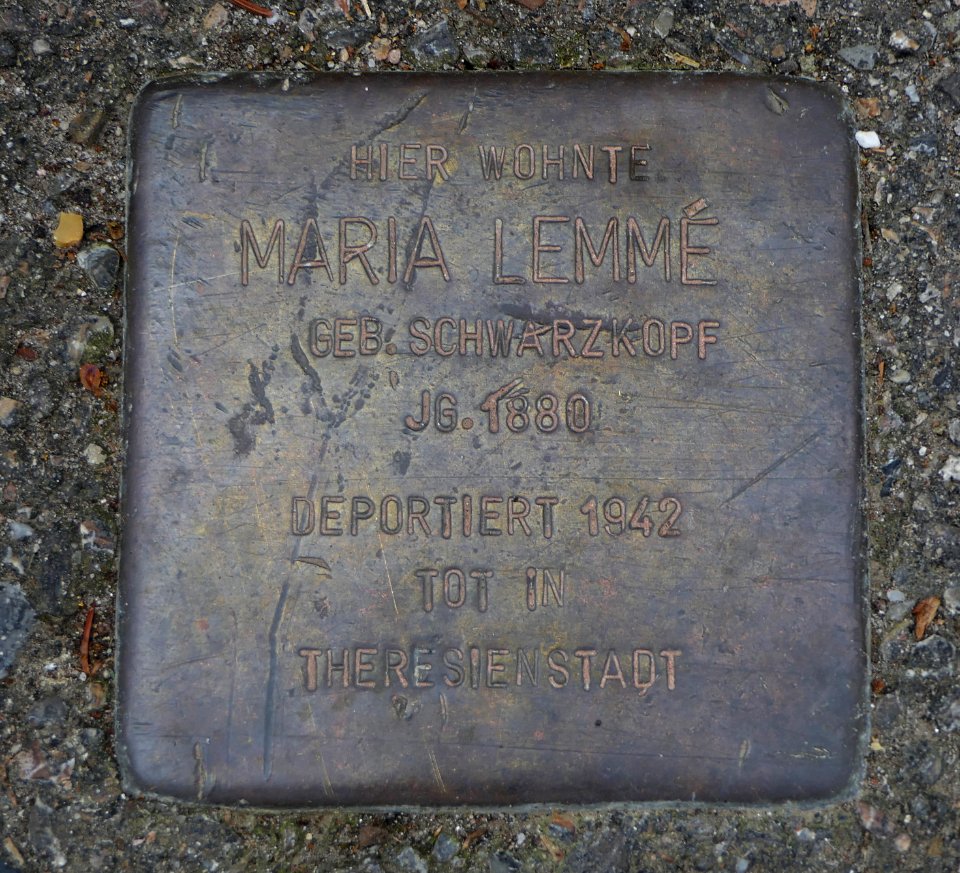 HIER WOHNTE
MARIA LEMMÉ
GEB. SCHWARZKOPF
JG. 1880
DEPORTIERT 1942
TOT IN
THERESIENSTADT